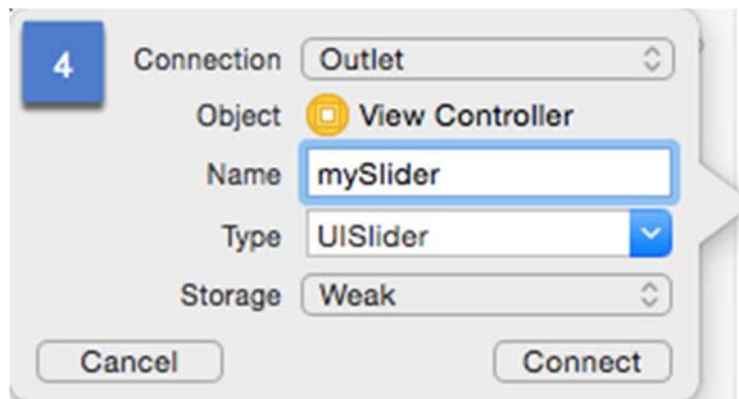 4
Connection Outlet
Object View Controller
Name mySlider
Type UISlider
Storage Weak
Cancel Connect